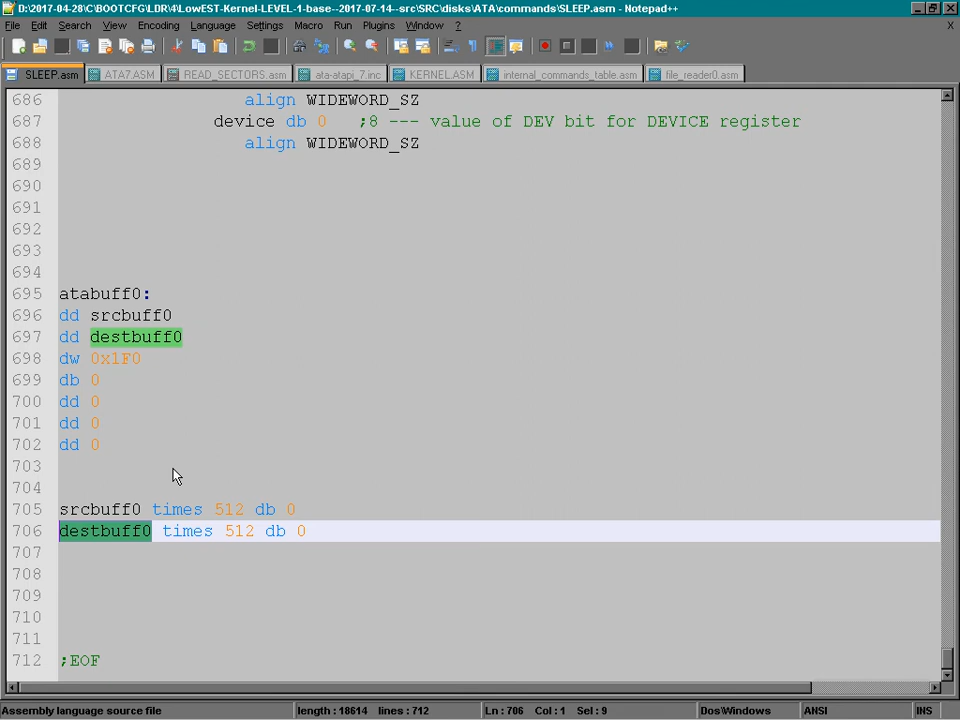 D:\2017-04-28\C\BOOTCFG\LDR\4\LowEST-Kernel-LEVEL-1-base--2017-07-14--src\SRC\disks\ATA\commands\SLEEP.asm - Notepad++
File Edit Search View Encoding Language Settings Macro Run Plugins Window ? X
SLEEP.asm ATA7.ASM READ_SECTORS.asm ata-atapi_7.inc KERNEL.ASM internal_commands_table.asm file_reader0.asm
686 align WIDEWORD_SZ
687 device db 0 ;8 --- value of DEV bit for DEVICE register
688 align WIDEWORD_SZ
689
690
691
692
693
694
695 atabuff0:
696 dd srcbuff0
697 dd destbuff0
698 dw 0x1F0
699 db 0
700 dd 0
701 dd 0
702 dd 0
703
704
705 srcbuff0 times 512 db 0
706 destbuff0 times 512 db 0
707
708
709
710
711
712 ;EOF
Assembly language source file length : 18614 lines : 712 Ln : 706 Col : 1 Sel : 9 Dos\Windows ANSI INS